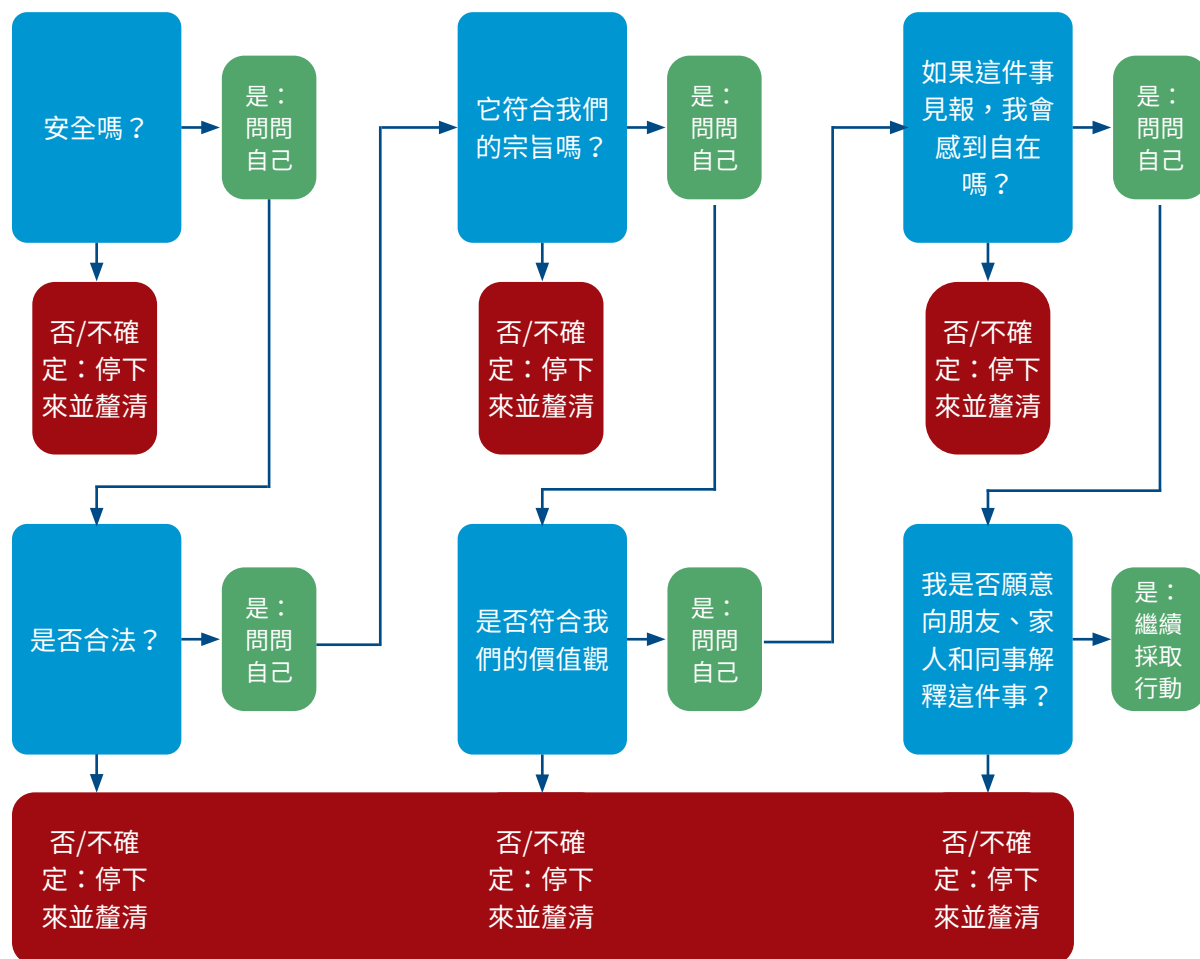 安全嗎？
是：
問問
自己
否/不確
定：停下
來並釐清
是否合法？
是：
問問
自己
它符合我們
的宗旨嗎？
是：
問問
自己
否/不確
定：停下
來並釐清
是否符合我
們的價值觀
是：
問問
自己
如果這件事
見報，我會
感到自在
嗎？
是：
問問
自己
否/不確
定：停下
來並釐清
我是否願意
向朋友、家
人和同事解
釋這件事？
是：
繼續
採取
行動
否/不確
定：停下
來並釐清
否/不確
定：停下
來並釐清
否/不確
定：停下
來並釐清